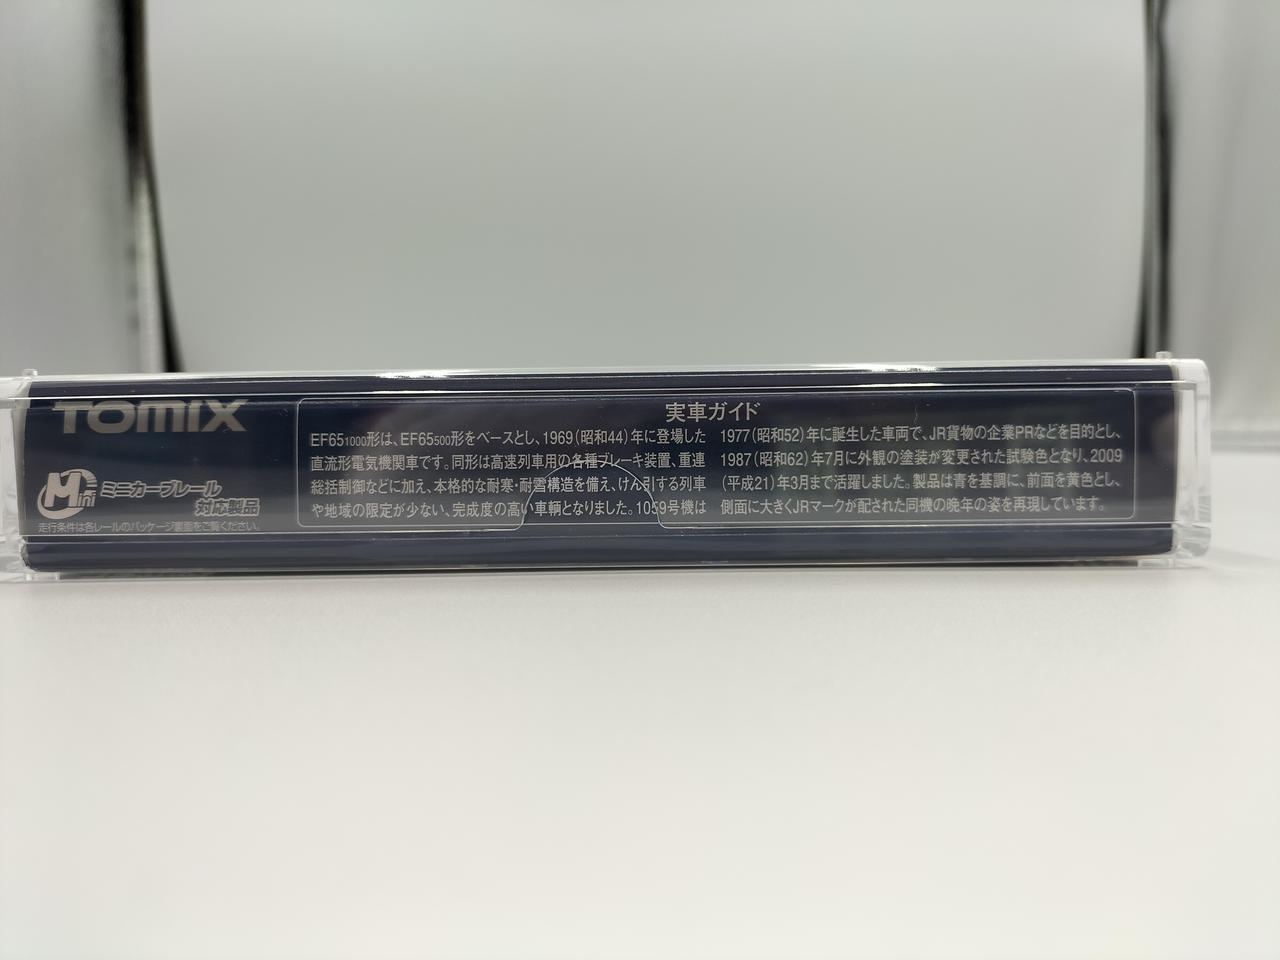 TOMIX
Mini
ミニカーブレール
対応製品
走行条件は各レールのパッケージ裏面をご覧ください。
実車ガイド
EF651000形は、EF65500形をベースとし、1969(昭和44)年に登場した
直流形電気機関車です。同形は高速列車用の各種ブレーキ装置、重連
総括制御などに加え、本格的な耐寒・耐雪構造を備え、けん引する列車
や地域の限定が少ない、完成度の高い車輌となりました。1059号機は
1977(昭和52)年に誕生した車両で、JR貨物の企業PRなどを目的とし、
1987(昭和62)年7月に外観の塗装が変更された試験色となり、2009
(平成21)年3月まで活躍しました。製品は青を基調に、前面を黄色とし、
側面に大きくJRマークが配された同機の晩年の姿を再現しています。